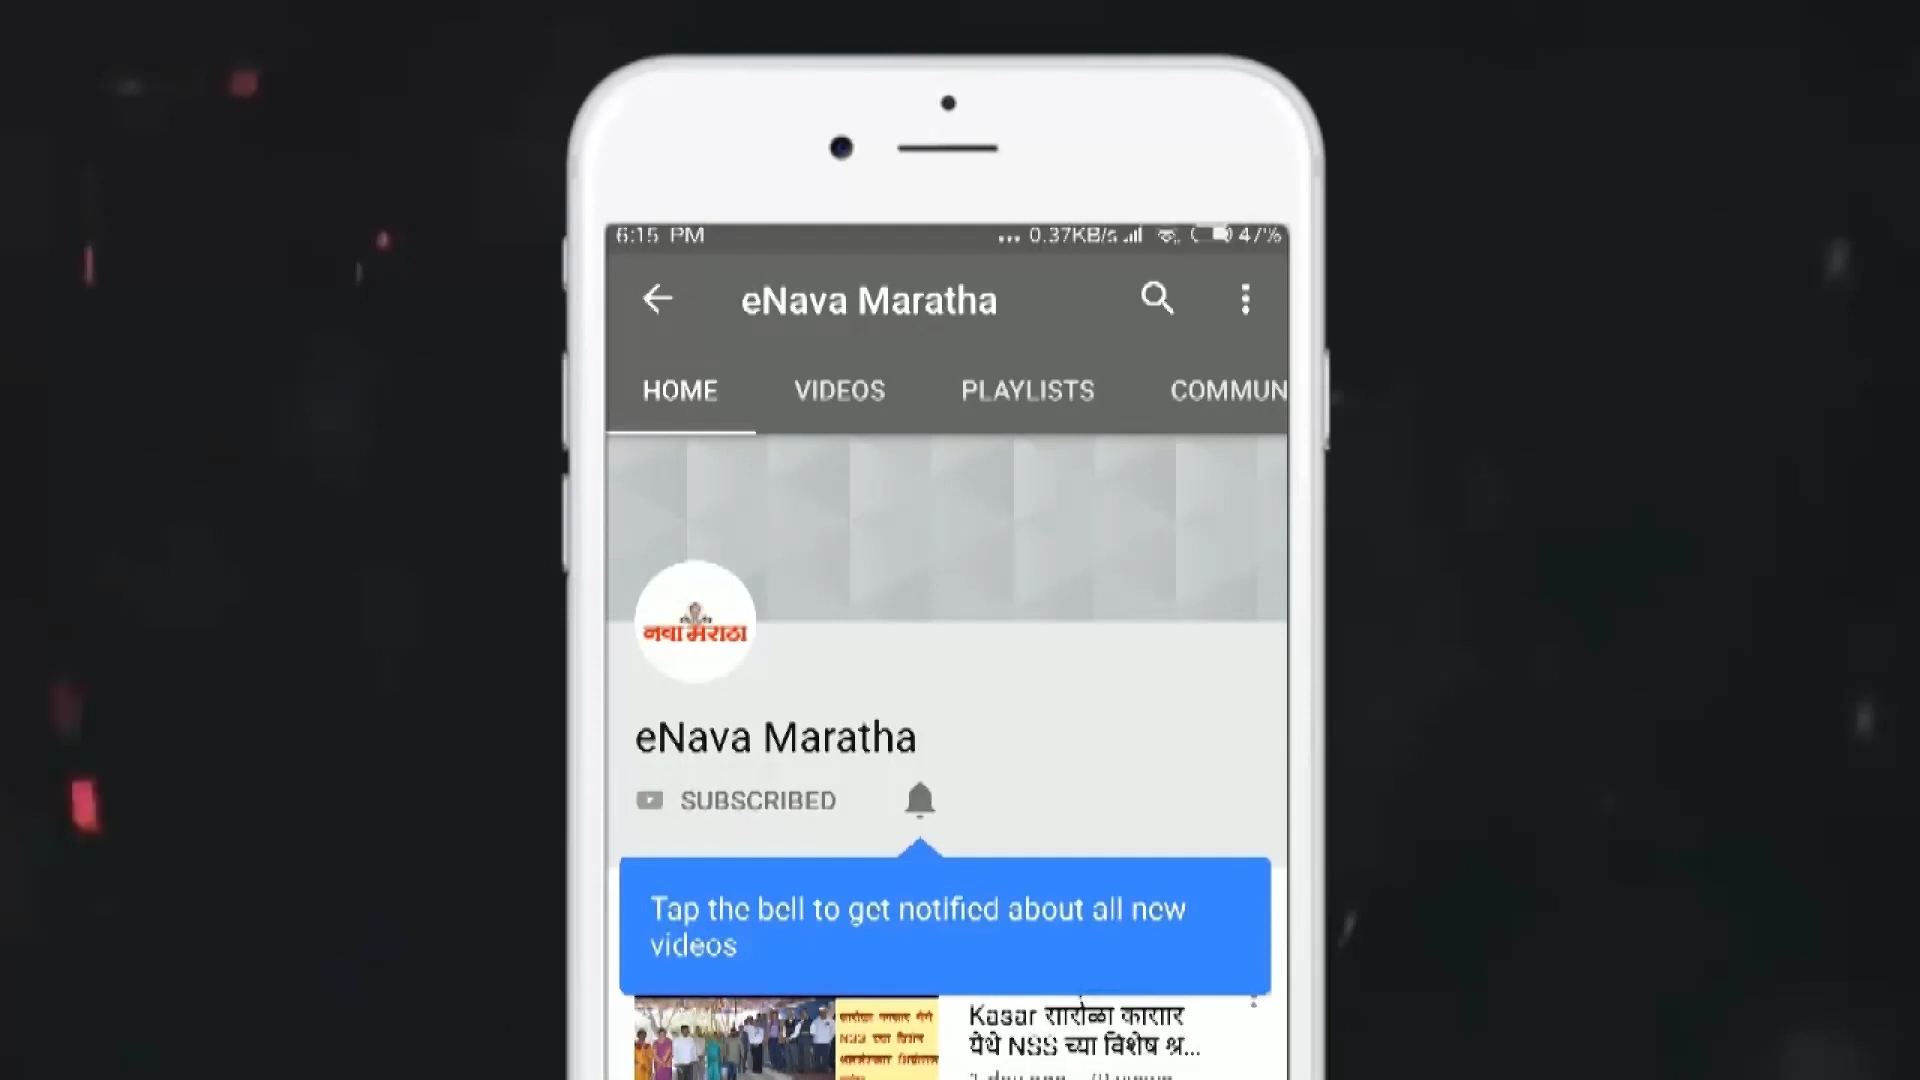 6:15 PM
... 0.37KB/s
47%
eNava Maratha
HOME VIDEOS PLAYLISTS COMMUN
नवा मराठा
eNava Maratha
SUBSCRIBED
Tap the bell to get notified about all new
videos
Kasar सारोळा कासार
येथे NSS च्या विशेष श्र...